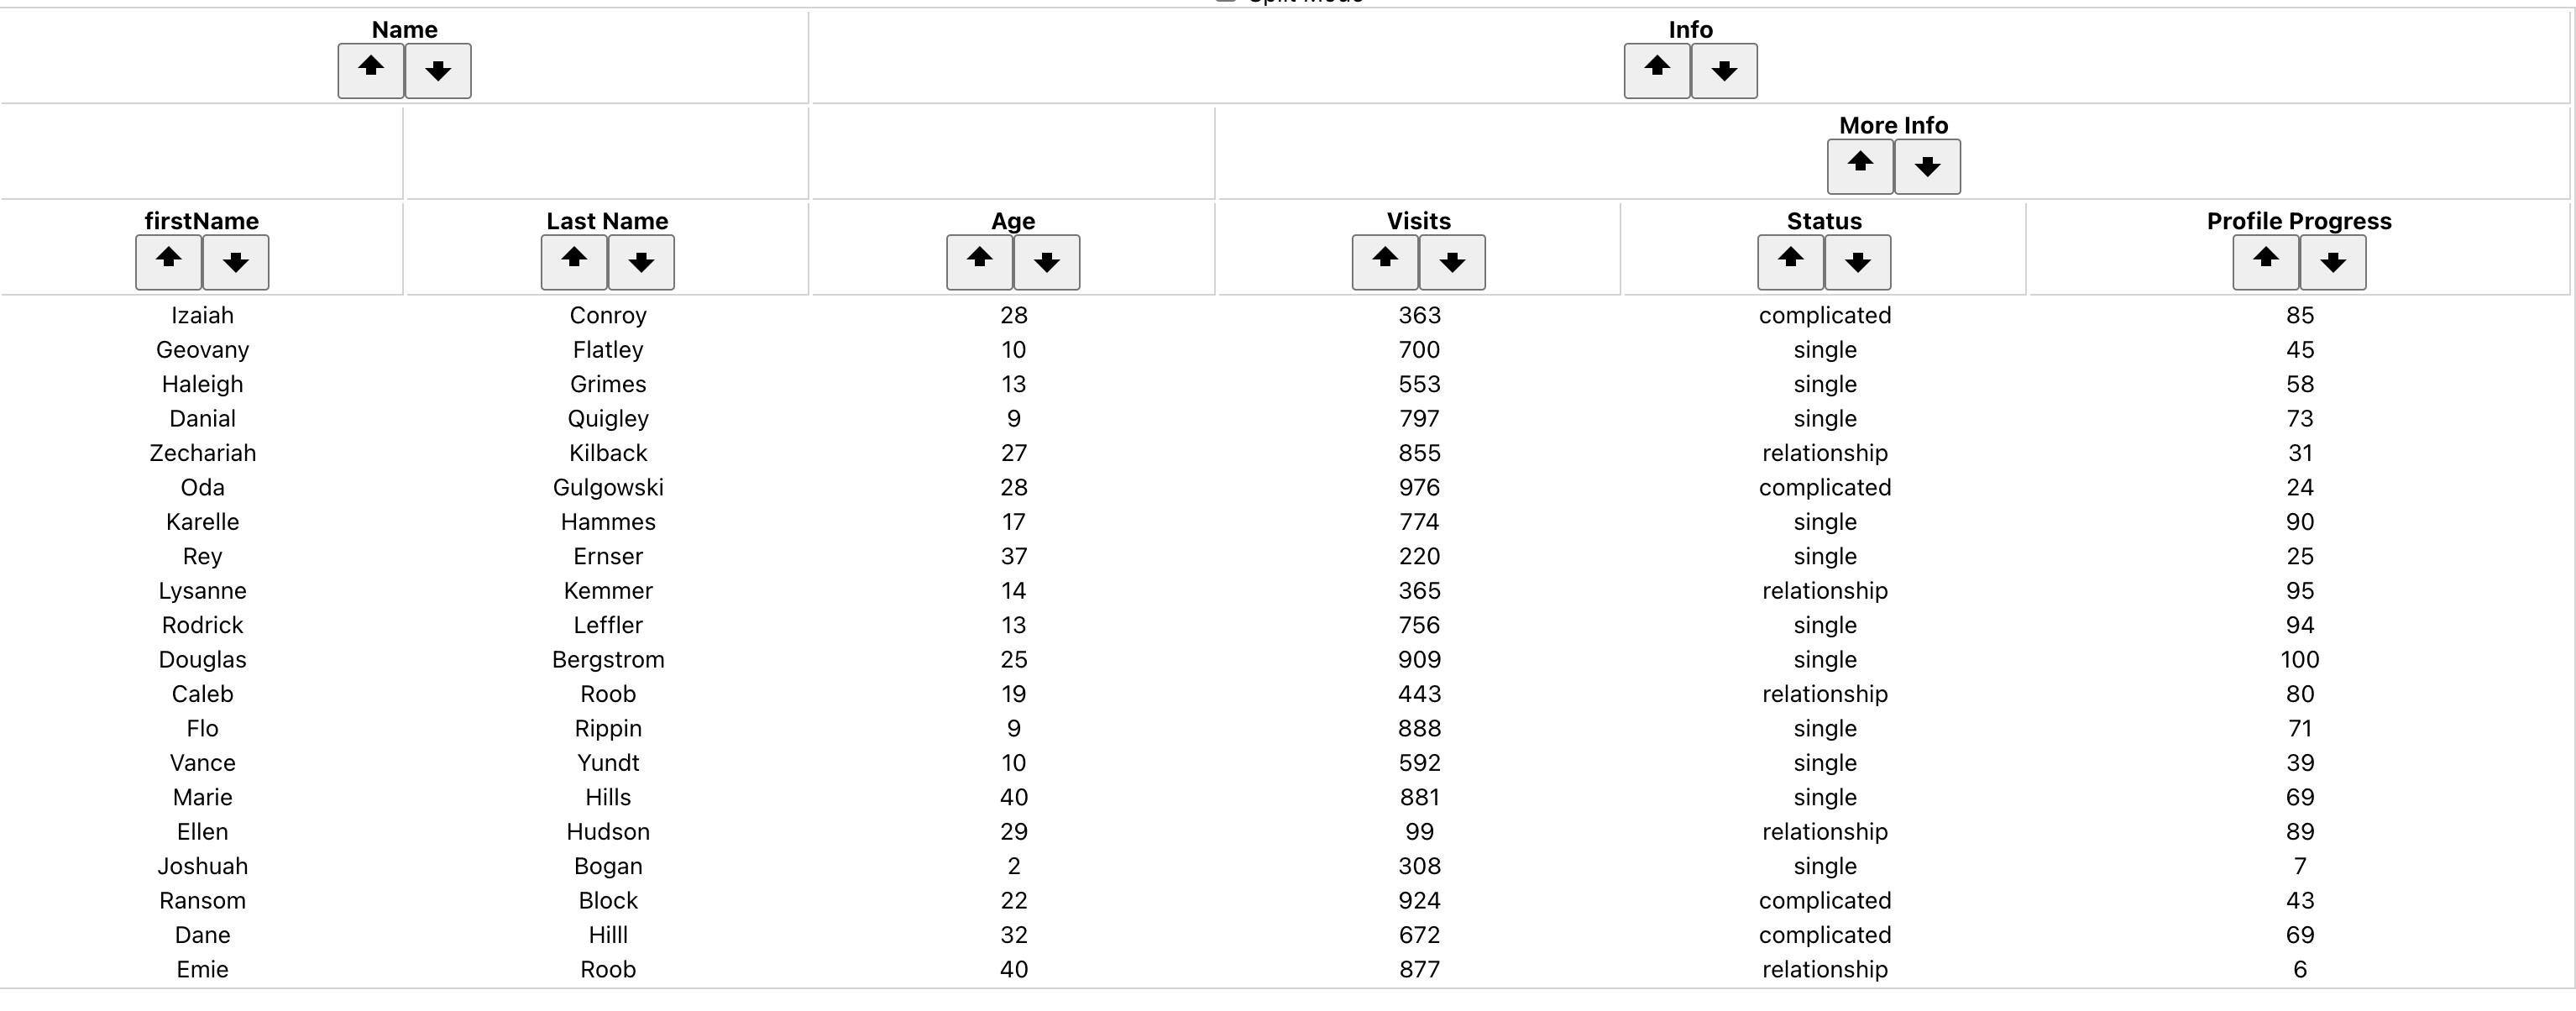 Split Mode
Name Info
More Info
firstName Last Name Age Visits Status Profile Progress
Izaiah Conroy 28 363 complicated 85
Geovany Flatley 10 700 single 45
Haleigh Grimes 13 553 single 58
Danial Quigley 9 797 single 73
Zechariah Kilback 27 855 relationship 31
Oda Gulgowski 28 976 complicated 24
Karelle Hammes 17 774 single 90
Rey Ernser 37 220 single 25
Lysanne Kemmer 14 365 relationship 95
Rodrick Leffler 13 756 single 94
Douglas Bergstrom 25 909 single 100
Caleb Roob 19 443 relationship 80
Flo Rippin 9 888 single 71
Vance Yundt 10 592 single 39
Marie Hills 40 881 single 69
Ellen Hudson 29 99 relationship 89
Joshuah Bogan 2 308 single 7
Ransom Block 22 924 complicated 43
Dane Hilll 32 672 complicated 69
Emie Roob 40 877 relationship 6